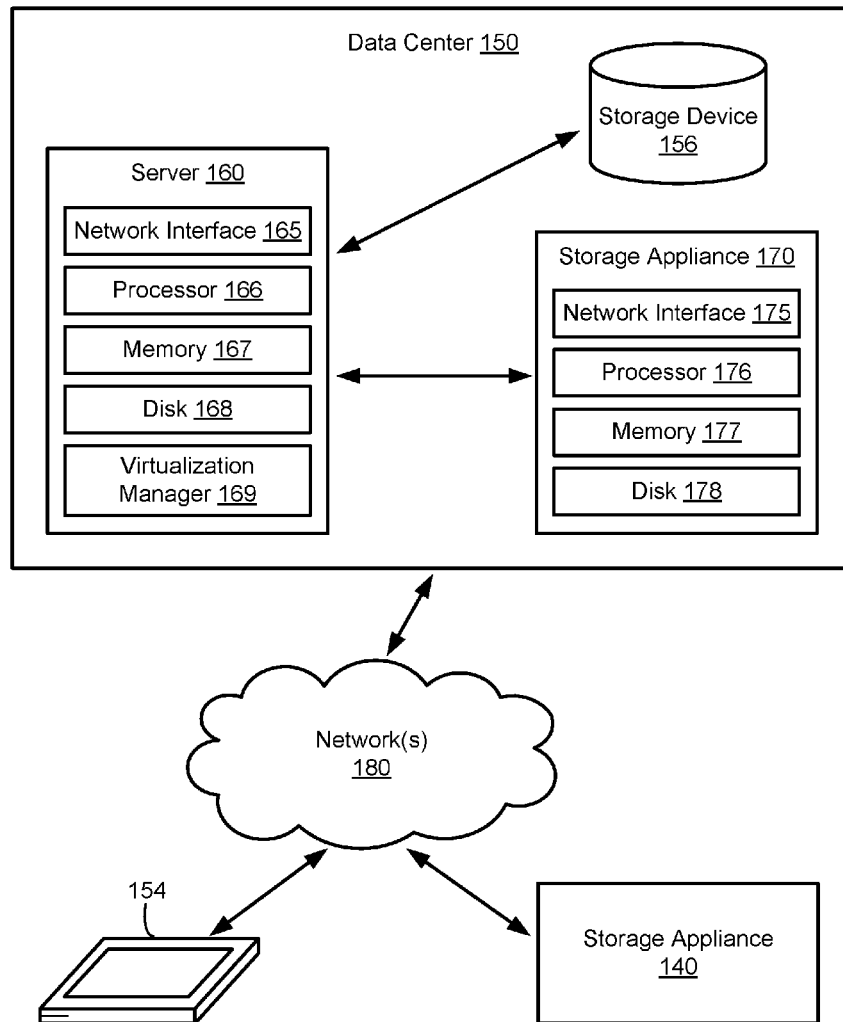 Data Center 150
Storage Device
156
Server 160
Network Interface 165
Processor 166
Memory 167
Disk 168
Virtualization
Manager 169
Storage Appliance 170
Network Interface 175
Processor 176
Memory 177
Disk 178
Network(s)
180
154
Storage Appliance
140